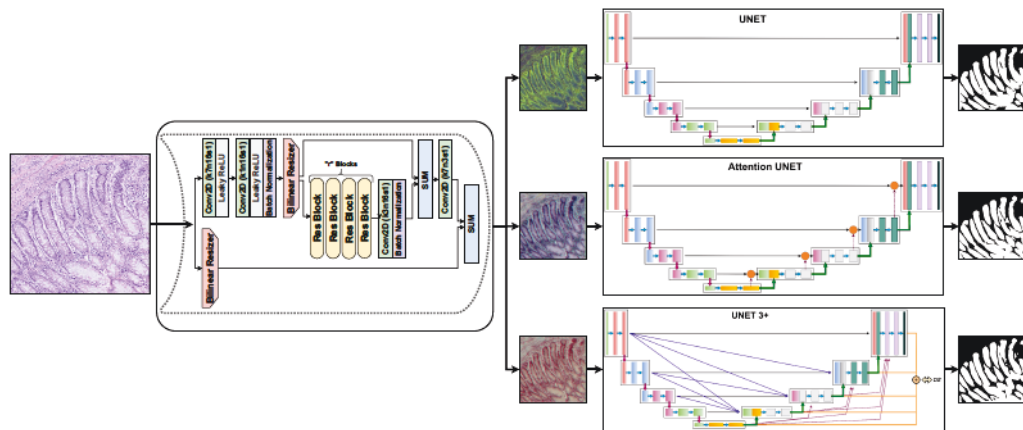 Conv2D (k7n16s1)
Leaky ReLU
Conv2D (k1n16s1)
Leaky ReLU
Batch Normalization
Bilinear Resizer
"r" Blocks
Res Block
Res Block
Res Block
Res Block
Conv2D (k3n16s1)
Batch Normalization
SUM
Conv2D (k7n3s1)
SUM
Bilinear Resizer
UNET
Attention UNET
UNET 3+